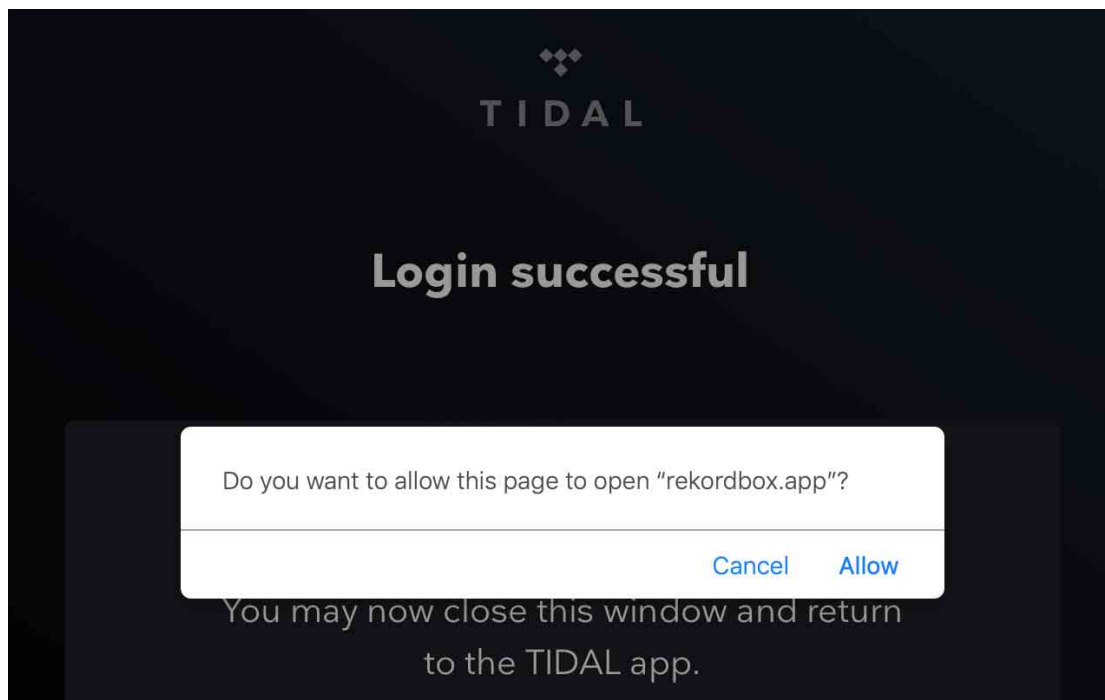 TIDAL
Login successful
Do you want to allow this page to open “rekordbox.app”?
Cancel Allow
You may now close this window and return
to the TIDAL app.